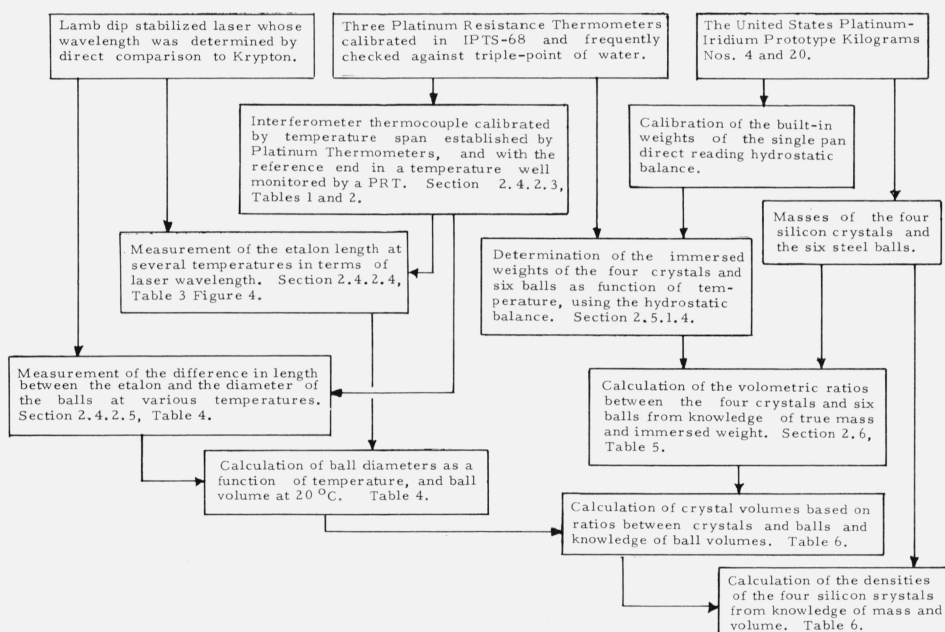 Lamb dip stabilized laser whose
wavelength was determined by
direct comparison to Krypton.
Three Platinum Resistance Thermometers
calibrated in IPTS-68 and frequently
checked against triple-point of water.
The United States Platinum-
Iridium Prototype Kilograms
Nos. 4 and 20.
Interferometer thermocouple calibrated
by temperature span established by
Platinum Thermometers, and with the
reference end in a temperature well
monitored by a PRT. Section 2.4.2.3,
Tables 1 and 2.
Calibration of the built-in
weights of the single pan
direct reading hydrostatic
balance.
Masses of the four
silicon crystals and
the six steel balls.
Measurement of the etalon length at
several temperatures in terms of
laser wavelength. Section 2.4.2.4,
Table 3 Figure 4.
Determination of the immersed
weights of the four crystals and
six balls as function of tem-
perature, using the hydrostatic
balance. Section 2.5.1.4.
Measurement of the difference in length
between the etalon and the diameter of
the balls at various temperatures.
Section 2.4.2.5, Table 4.
Calculation of the volometric ratios
between the four crystals and six
balls from knowledge of true mass
and immersed weight. Section 2.6,
Table 5.
Calculation of ball diameters as a
function of temperature, and ball
volume at 20 °C. Table 4.
Calculation of crystal volumes based on
ratios between crystals and balls and
knowledge of ball volumes. Table 6.
Calculation of the densities
of the four silicon srystals
from knowledge of mass and
volume. Table 6.